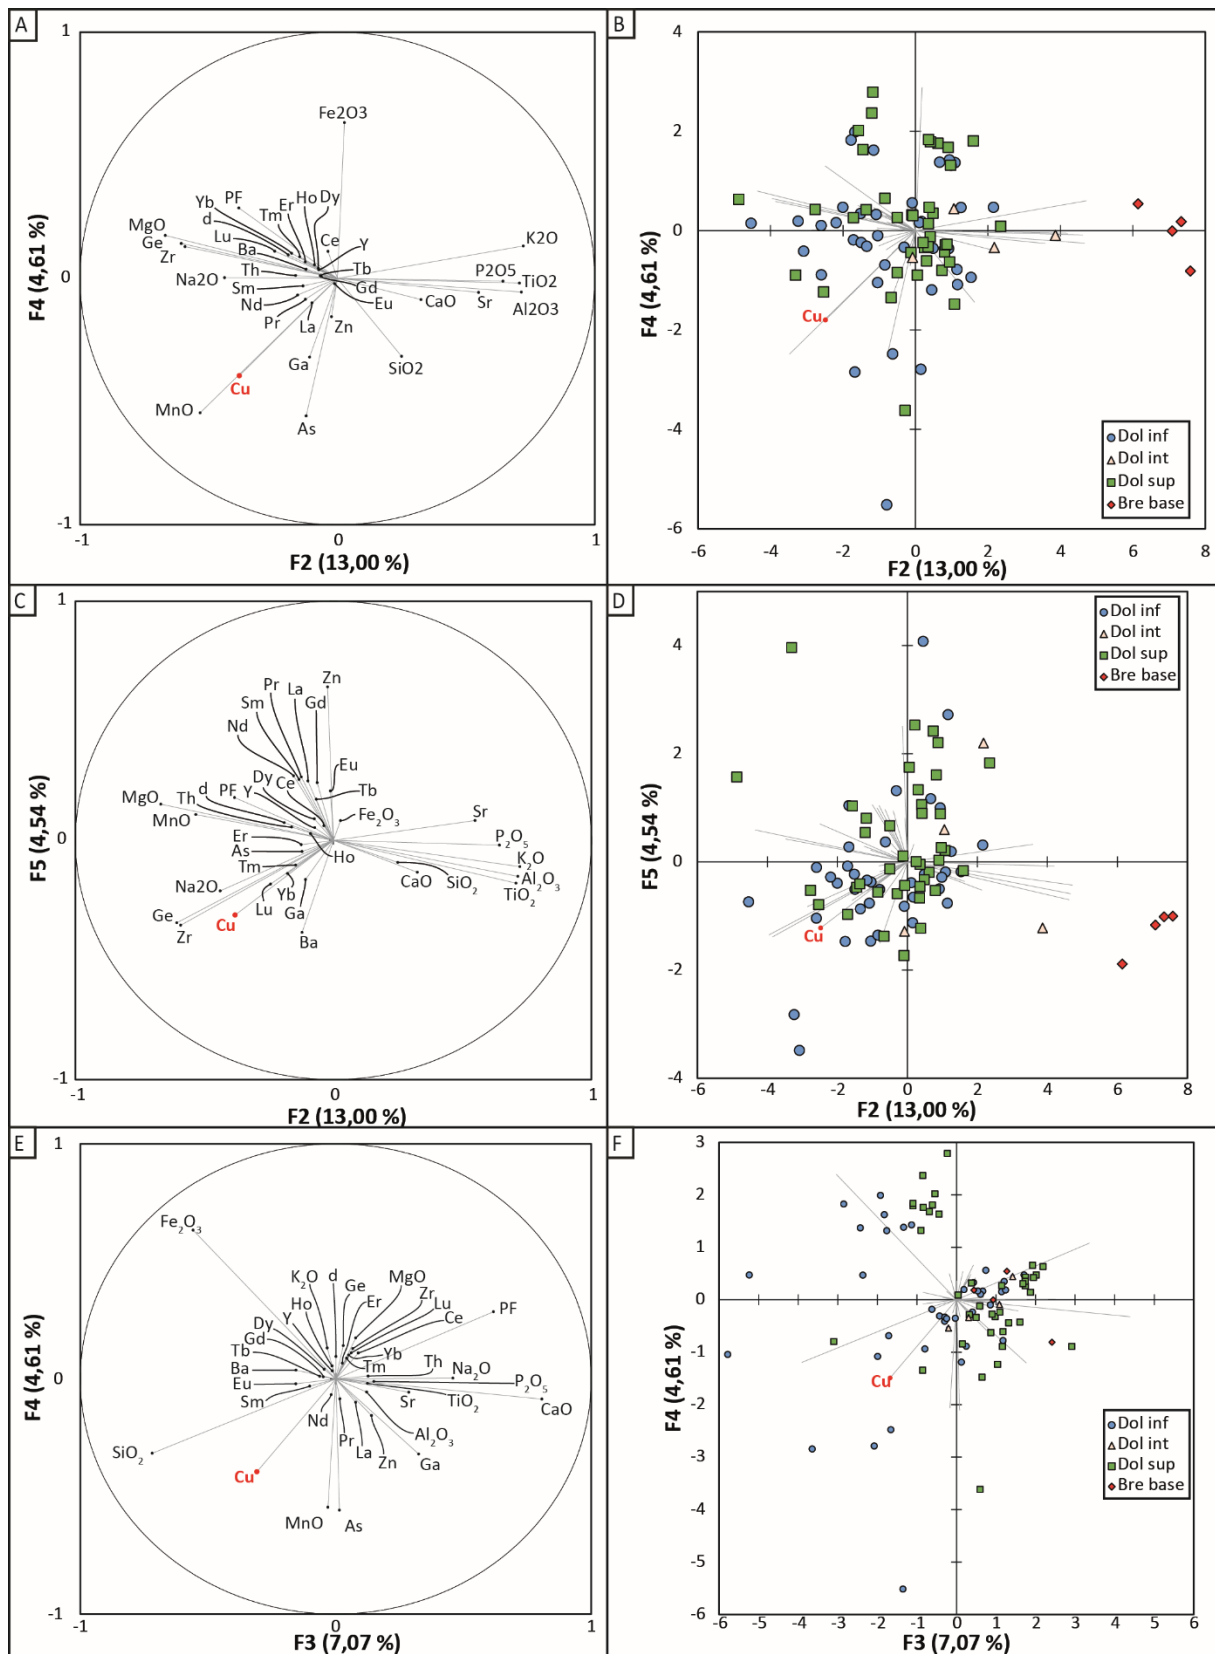 A
1
F4 (4,61 %)
Fe2O3
Yb
PF
Er
Ho
Dy
d
Tm
MgO
Lu
Ce
Y
K2O
Ge
Ba
Zr
Th
Tb
P2O5
TiO2
0
Na2O
Sm
Gd
Nd
Eu
CaO
Sr
Al2O3
Pr
La
Zn
Ga
SiO2
Cu
MnO
As
-1
-1
0
1
F2 (13,00 %)
B
4
2
0
-2
-4
-6
F4 (4,61 %)
Cu
Dol inf
Dol int
Dol sup
Bre base
-6
-4
-2
0
2
4
6
8
F2 (13,00 %)
C
1
F5 (4,54 %)
Zn
Pr
La
Sm
Gd
Nd
Eu
Dy
Ce
Tb
d
PF
Y
MgO
Th
Fe2O3
Sr
MnO
0
Er
P2O5
As
Ho
K2O
Tm
Al2O3
Na2O
Yb
CaO
SiO2
TiO2
Lu
Ga
Ge
Cu
Zr
Ba
-1
-1
0
1
F2 (13,00 %)
D
4
2
0
-2
-4
F5 (4,54 %)
Dol inf
Dol int
Dol sup
Bre base
Cu
-6
-4
-2
0
2
4
6
8
F2 (13,00 %)
E
1
F4 (4,61 %)
Fe2O3
K2O
d
Ge
MgO
Ho
Er
Zr
Y
Lu
PF
Dy
Ce
Gd
Tb
Yb
Ba
Tm
Th
Na2O
0
Eu
P2O5
Sm
Sr
TiO2
CaO
Nd
Al2O3
SiO2
Pr
La
Zn
Ga
Cu
MnO
As
-1
-1
0
1
F3 (7,07 %)
F
3
2
1
0
-1
-2
-3
-4
-5
-6
F4 (4,61 %)
Cu
Dol inf
Dol int
Dol sup
Bre base
-6
-5
-4
-3
-2
-1
0
1
2
3
4
5
6
F3 (7,07 %)